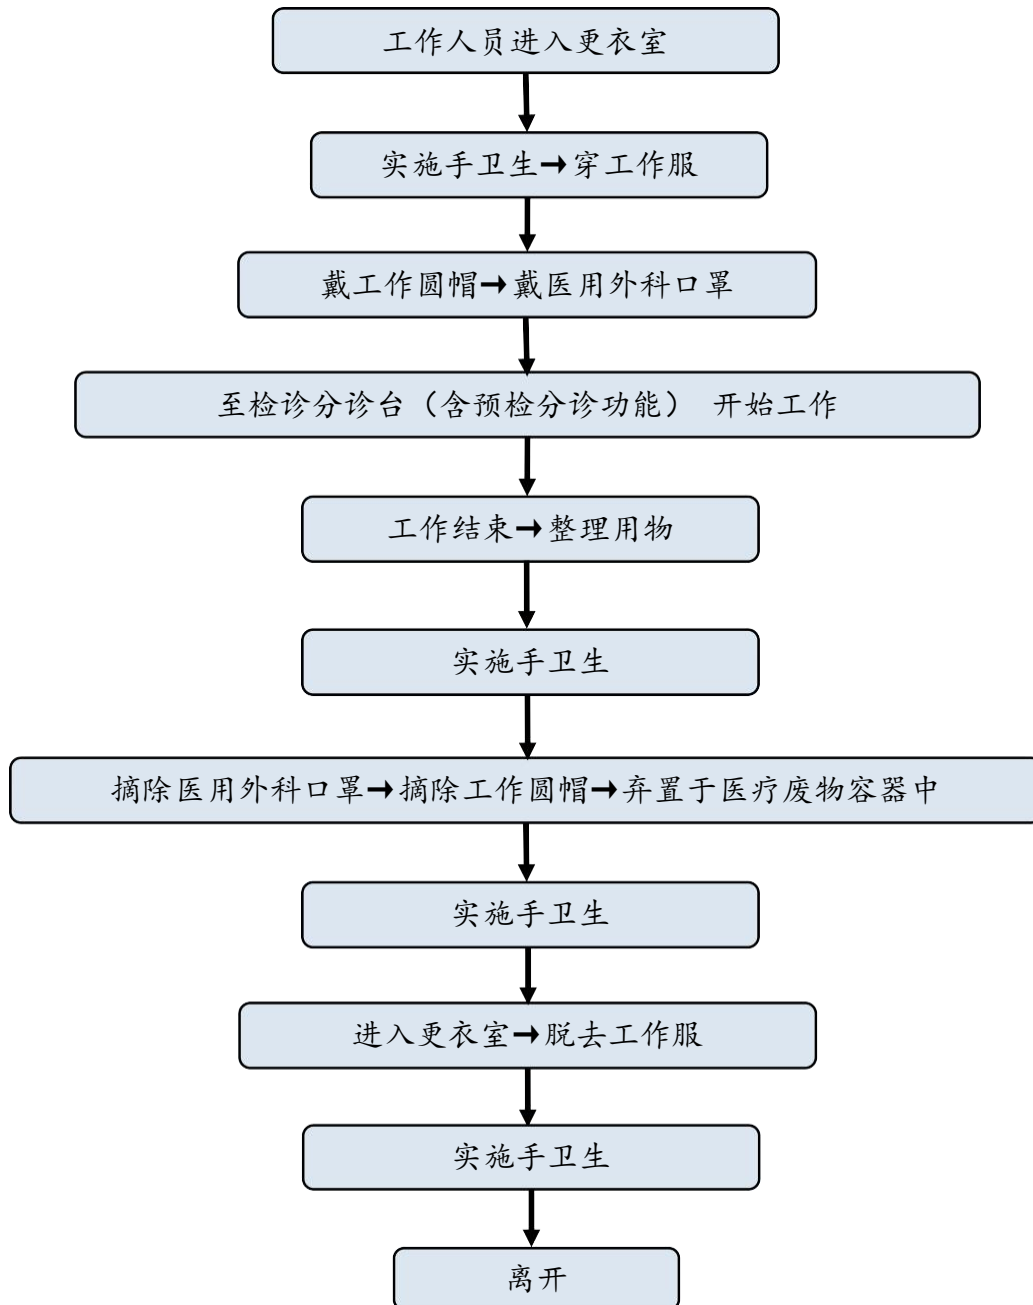 工作人员进入更衣室
实施手卫生→穿工作服
戴工作圆帽→戴医用外科口罩
至检诊分诊台（含预检分诊功能） 开始工作
工作结束→整理用物
实施手卫生
摘除医用外科口罩→摘除工作圆帽→弃置于医疗废物容器中
实施手卫生
进入更衣室→脱去工作服
实施手卫生
离开